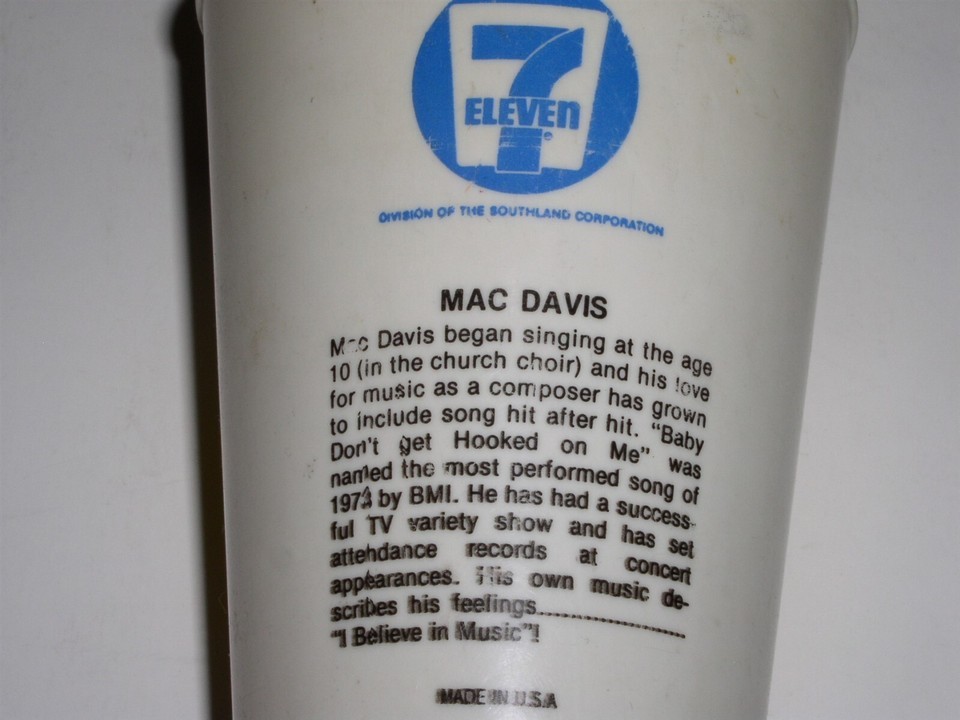 7
ELEVEn
®
DIVISION OF THE SOUTHLAND CORPORATION
MAC DAVIS
Mac Davis began singing at the age
10 (in the church choir) and his love
for music as a composer has grown
to include song hit after hit. "Baby
Don't get Hooked on Me" was
named the most performed song of
by BMI. He has had a success-
ful TV variety show and has set
attendance records at concert
appearances. His own music de-
scribes his feelings....................
"I Believe in Music"!
MADE IN U.S.A